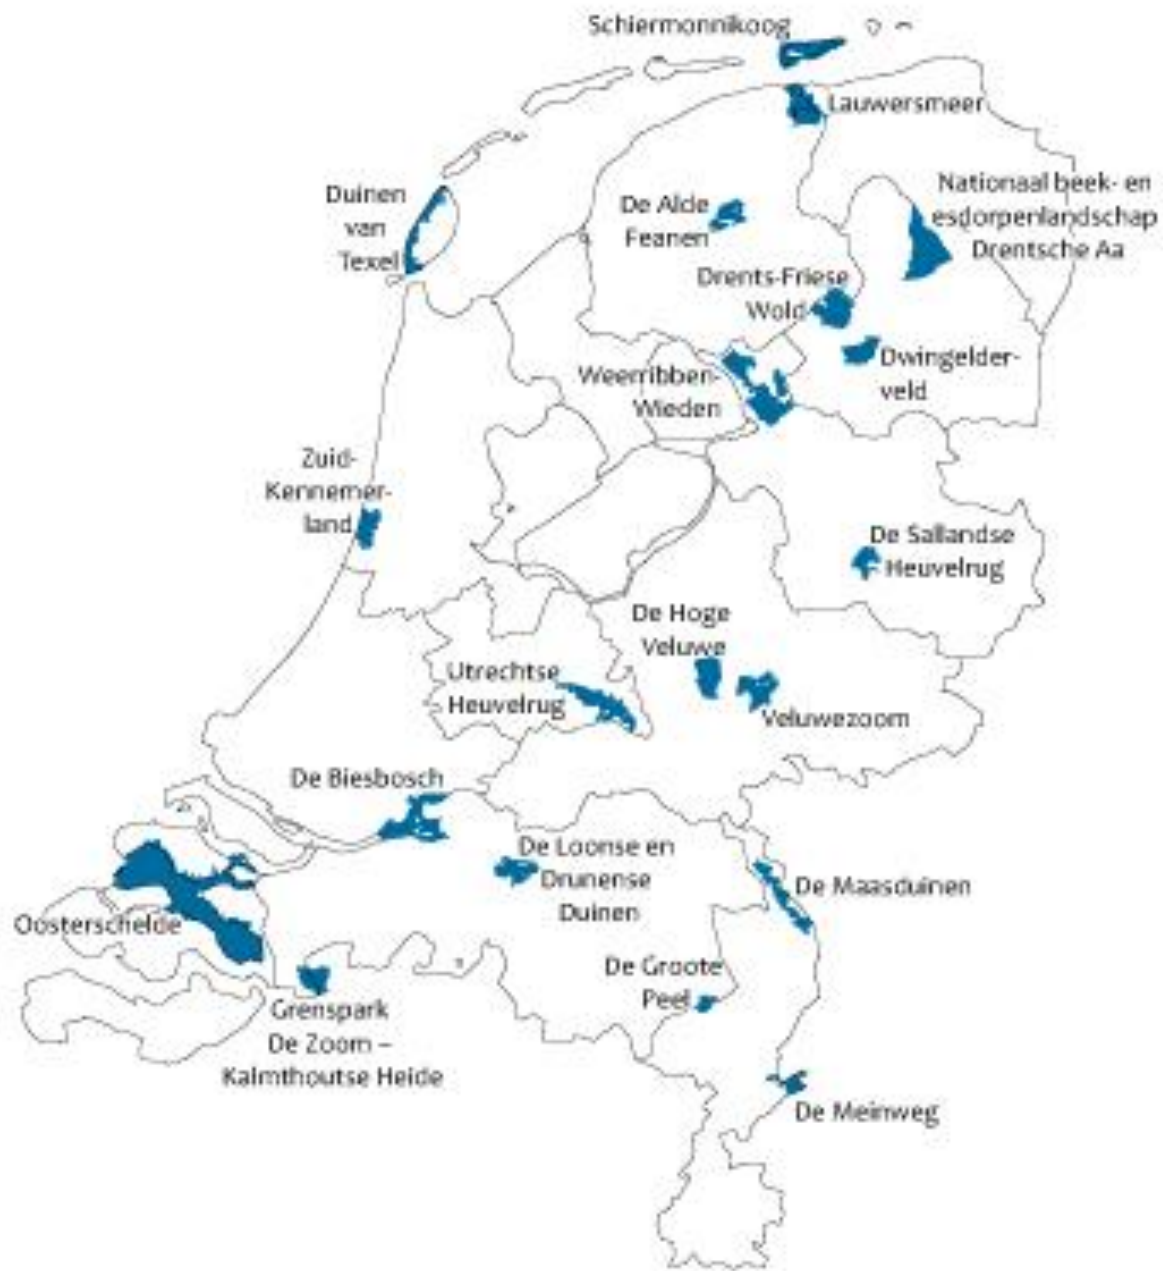 Schiermonnikoog
Lauwersmeer
Duinen
van
Texel
De Alde
Feanen
Nationaal beek- en
esdorpenlandschap
Drentsche Aa
Drents-Friese
Wold
Dwingelder-
veld
Weerribben-
Wieden
Zuid-
Kennemer-
land
De Sallandse
Heuvelrug
De Hoge
Veluwe
Utrechtse
Heuvelrug
Veluwezoom
De Biesbosch
De Loonse en
Drunense
Duinen
De Maasduinen
Oosterschelde
De Groote
Peel
Grenspark
De Zoom –
Kalmthoutse Heide
De Meinweg